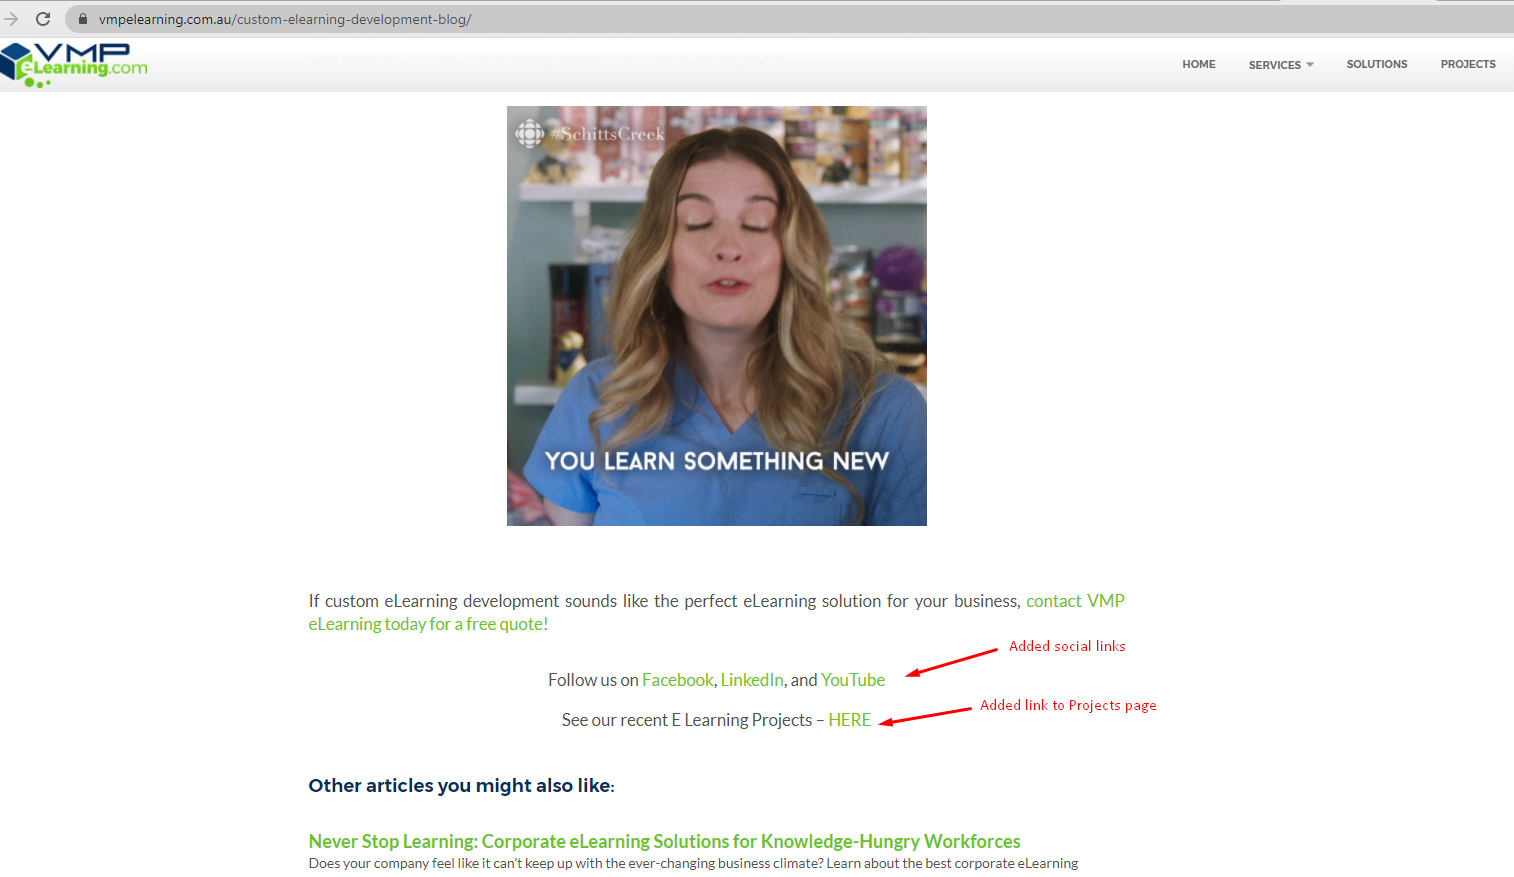 vmpelearning.com.au/custom-elearning-development-blog/
VMP
eLearning.com
HOME SERVICES SOLUTIONS PROJECTS
#SchittsCreek
YOU LEARN SOMETHING NEW
If custom eLearning development sounds like the perfect eLearning solution for your business, contact VMP
eLearning today for a free quote!
Added social links
Follow us on Facebook, LinkedIn, and YouTube
Added link to Projects page
See our recent E Learning Projects – HERE
Other articles you might also like:
Never Stop Learning: Corporate eLearning Solutions for Knowledge-Hungry Workforces
Does your company feel like it can't keep up with the ever-changing business climate? Learn about the best corporate eLearning